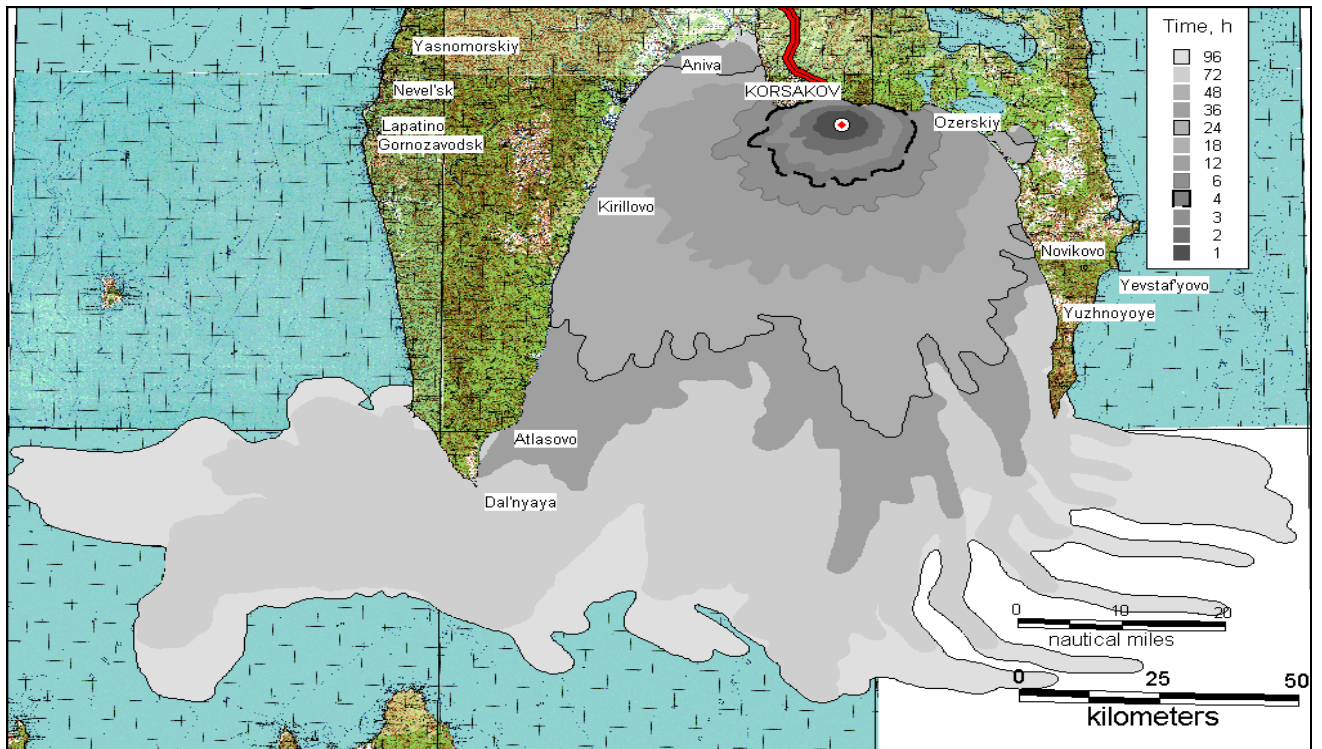 Yasnomorskiy
Nevel'sk
Lapatino
Gornozavodsk
Aniva
KORSAKOV
Ozerskiy
Kirillovo
Novikovo
Yevstaf'yovo
Yuzhnoyoye
Atlasovo
Dal'nyaya
Time, h
96
72
48
36
24
18
12
6
4
3
2
1
0 10 20
nautical miles
0 25 50
kilometers